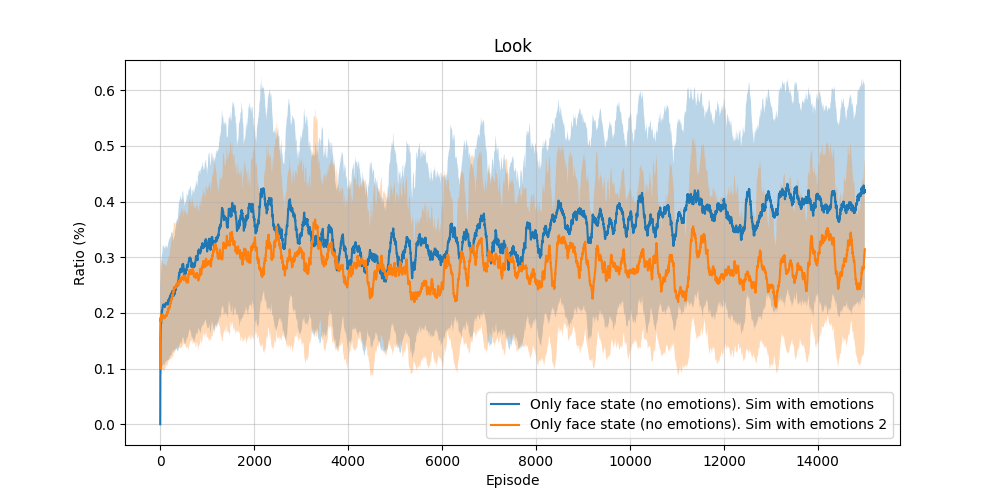 Look
Ratio (%)
0.6
0.5
0.4
0.3
0.2
0.1
0.0
Only face state (no emotions). Sim with emotions
Only face state (no emotions). Sim with emotions 2
0 2000 4000 6000 8000 10000 12000 14000
Episode